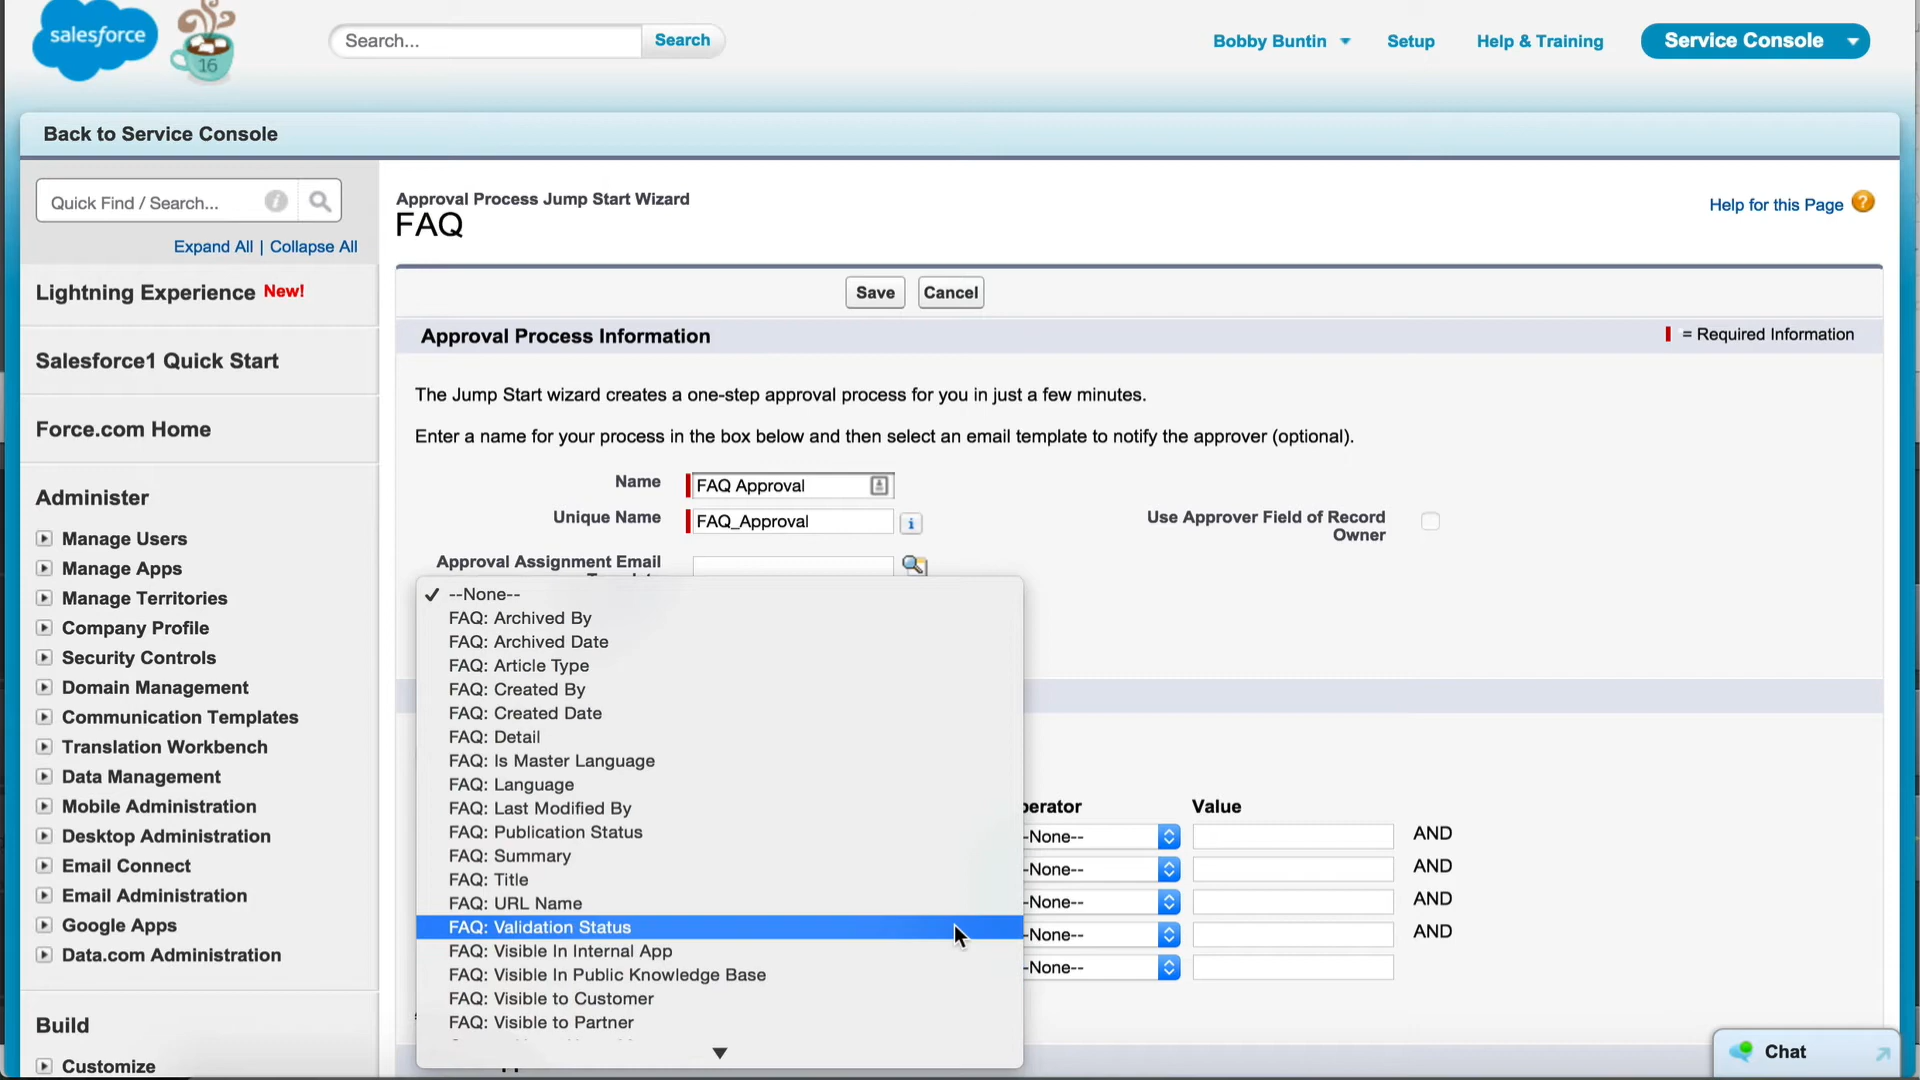 salesforce
16
Search...
Search
Bobby Buntin
Setup
Help & Training
Service Console
Back to Service Console
Quick Find / Search...
Expand All | Collapse All
Lightning Experience New!
Salesforce1 Quick Start
Force.com Home
Administer
Manage Users
Manage Apps
Manage Territories
Company Profile
Security Controls
Domain Management
Communication Templates
Translation Workbench
Data Management
Mobile Administration
Desktop Administration
Email Connect
Email Administration
Google Apps
Data.com Administration
Build
Customize
Approval Process Jump Start Wizard
FAQ
Help for this Page
Save
Cancel
Approval Process Information
= Required Information
The Jump Start wizard creates a one-step approval process for you in just a few minutes.
Enter a name for your process in the box below and then select an email template to notify the approver (optional).
Name
FAQ Approval
Unique Name
FAQ_Approval
Use Approver Field of Record
Owner
Approval Assignment Email
--None--
FAQ: Archived By
FAQ: Archived Date
FAQ: Article Type
FAQ: Created By
FAQ: Created Date
FAQ: Detail
FAQ: Is Master Language
FAQ: Language
FAQ: Last Modified By
FAQ: Publication Status
FAQ: Summary
FAQ: Title
FAQ: URL Name
FAQ: Validation Status
FAQ: Visible In Internal App
FAQ: Visible In Public Knowledge Base
FAQ: Visible to Customer
FAQ: Visible to Partner
perator
Value
-None--
AND
-None--
AND
-None--
AND
-None--
AND
-None--
Chat